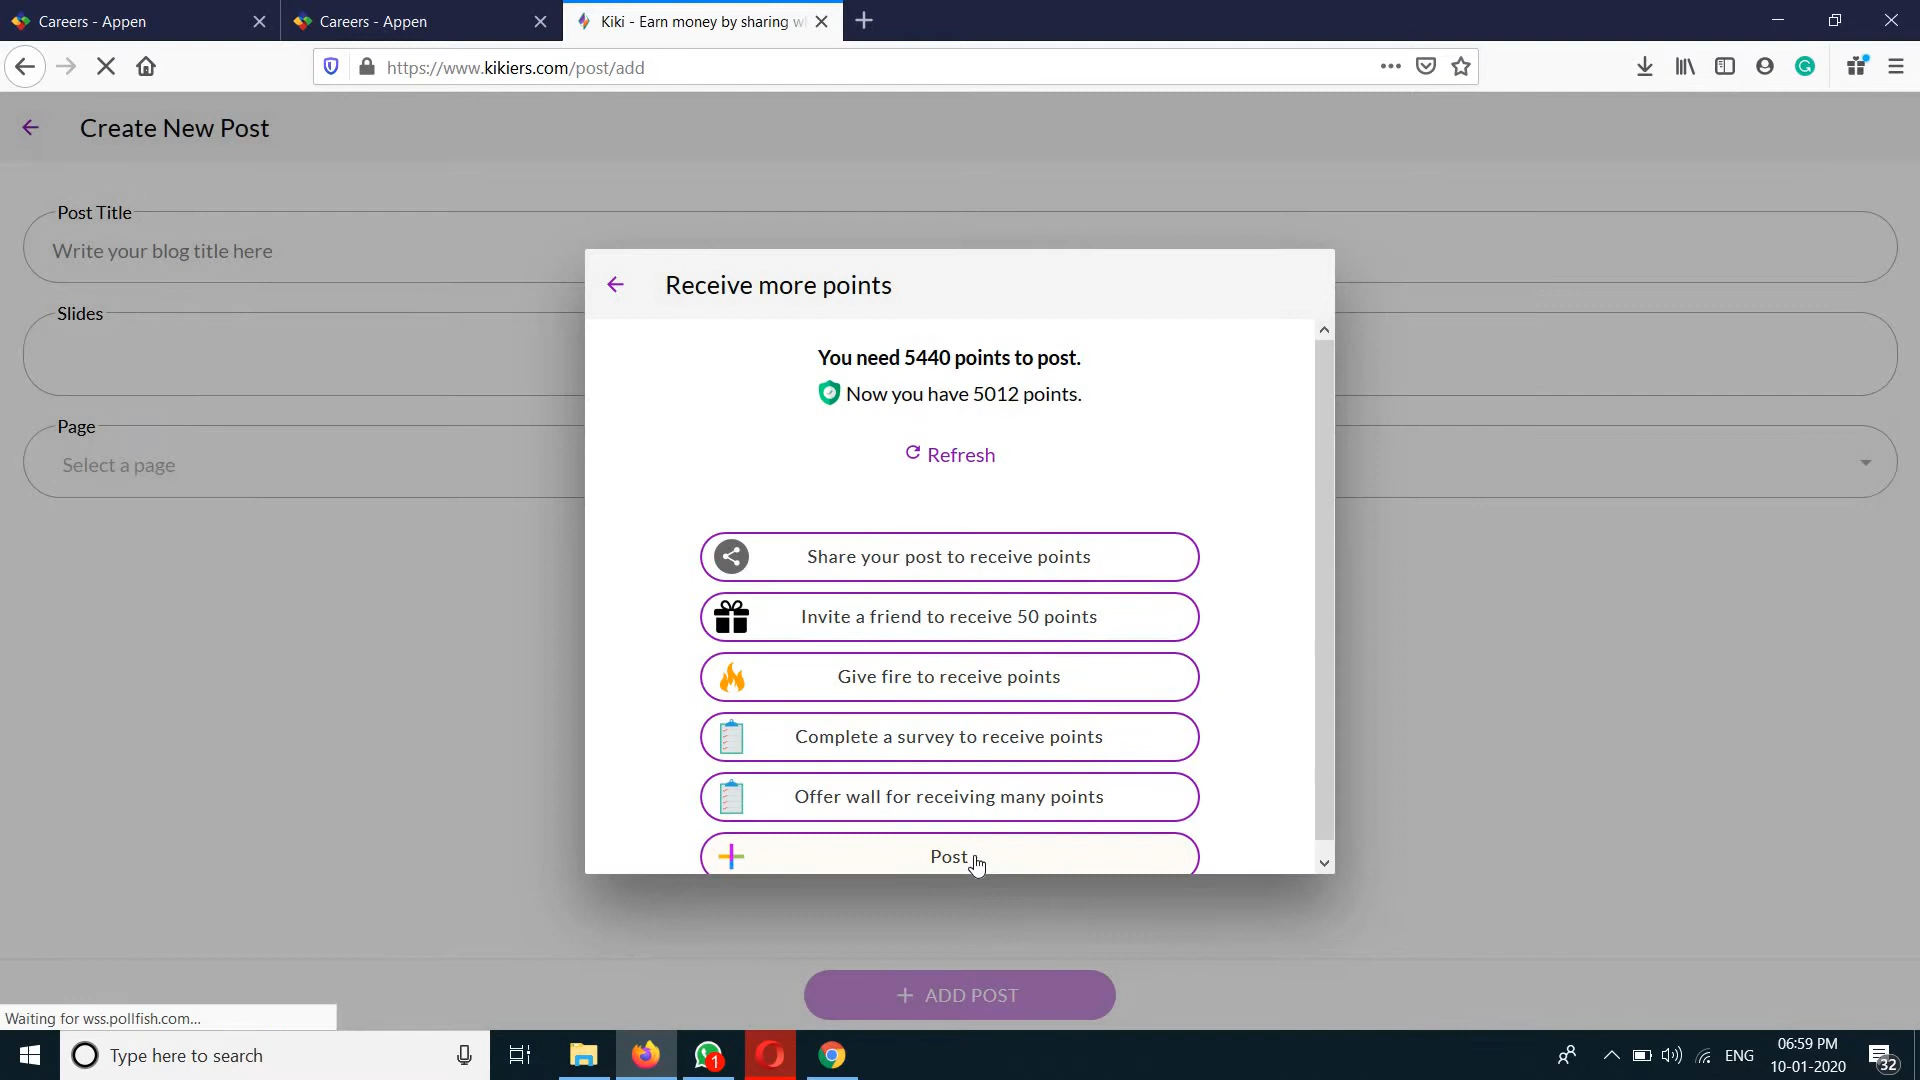 Careers - Appen
Careers - Appen
Kiki - Earn money by sharing w
https://www.kikiers.com/post/add
Create New Post
Post Title
Write your blog title here
Slides
Page
Select a page
Receive more points
You need 5440 points to post.
Now you have 5012 points.
Refresh
Share your post to receive points
Invite a friend to receive 50 points
Give fire to receive points
Complete a survey to receive points
Offer wall for receiving many points
Post
+ ADD POST
Waiting for wss.pollfish.com...
Type here to search
1
ENG
06:59 PM
10-01-2020
32